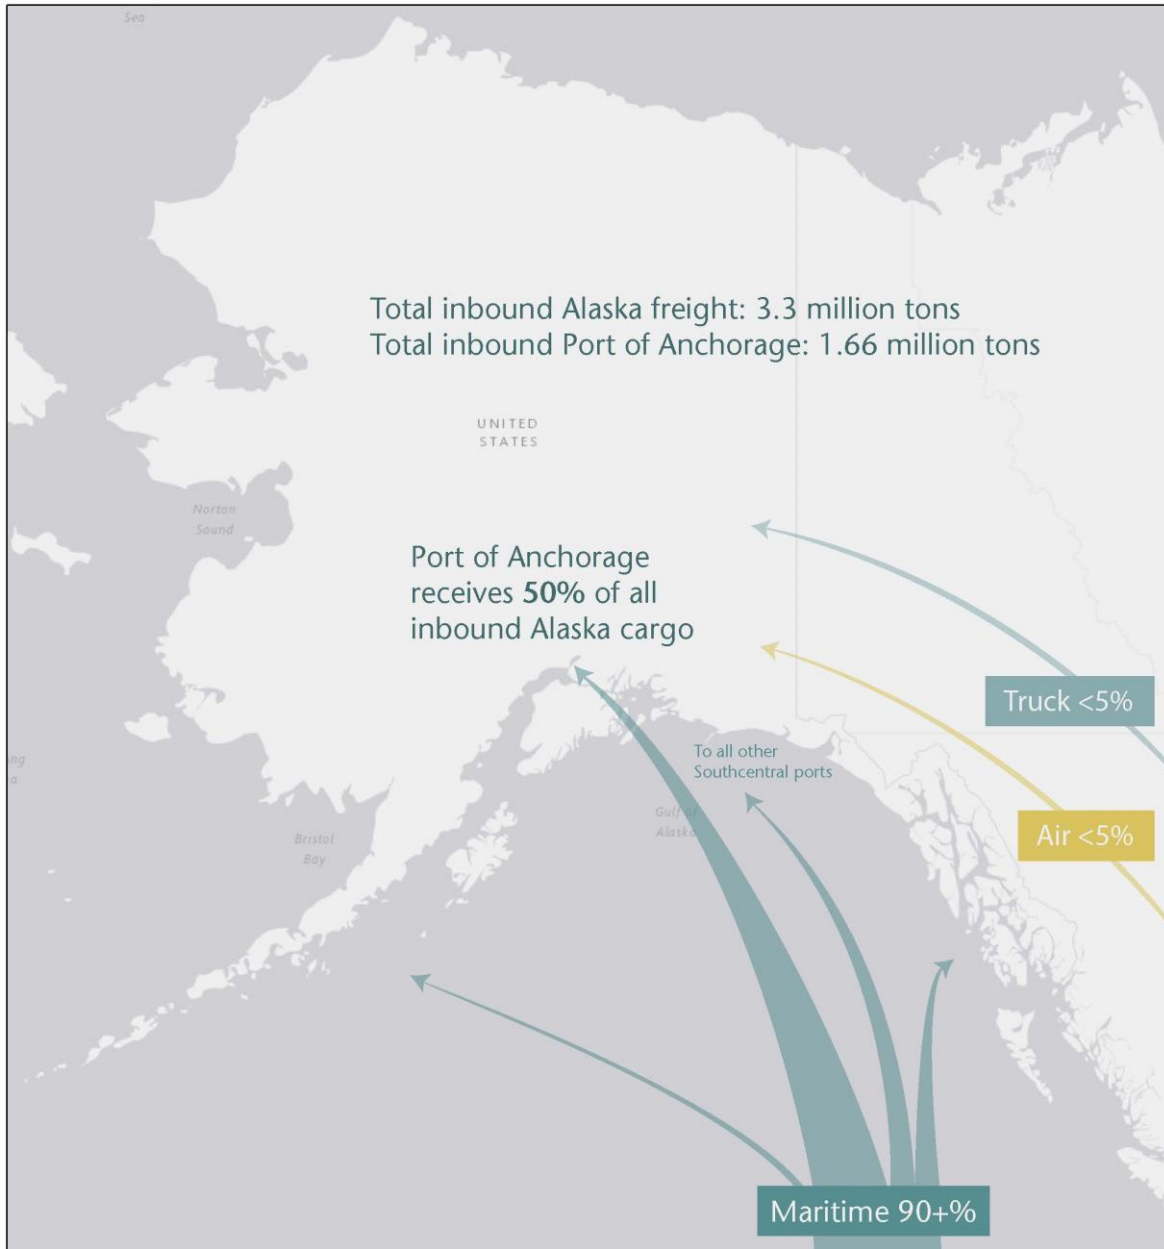 Sea
Total inbound Alaska freight: 3.3 million tons
Total inbound Port of Anchorage: 1.66 million tons
UNITED
STATES
Norton
Sound
Port of Anchorage
receives 50% of all
inbound Alaska cargo
Truck <5%
To all other
Southcentral ports
ng
a
Gulf of
Alaska
Bristol
Bay
Air <5%
Maritime 90+%